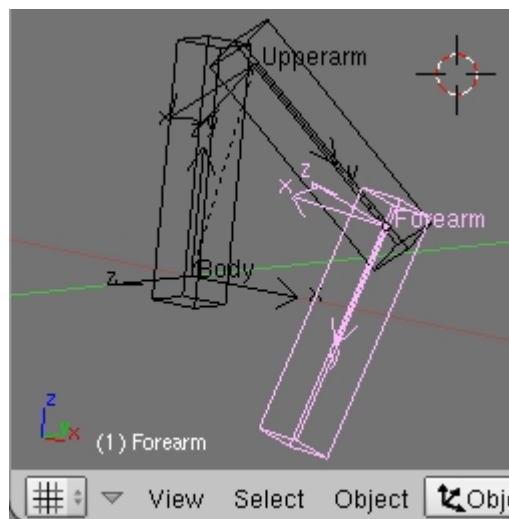 Upperarm
x
y
z
x
Forearm
Body
z
x
z
x
(1) Forearm
View Select Object Obj